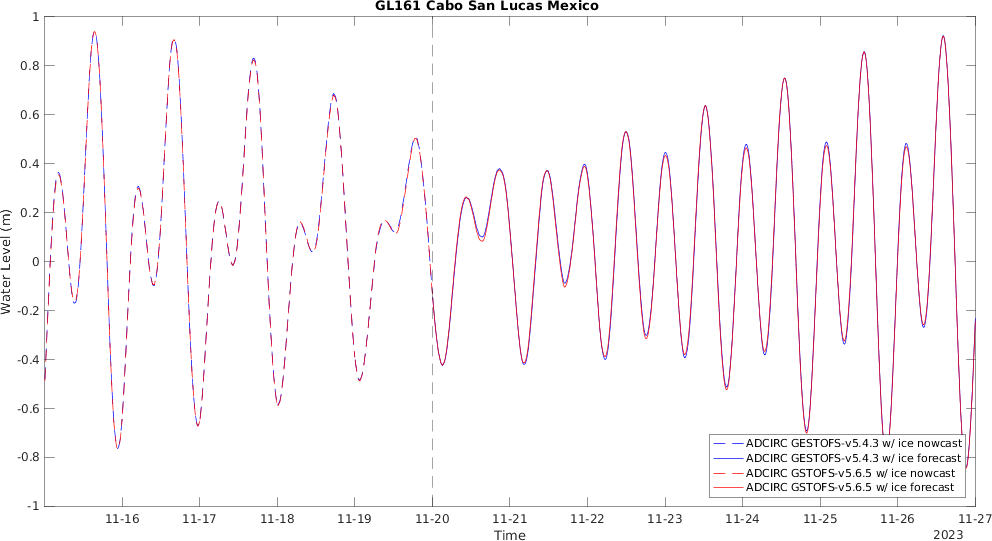 GL161 Cabo San Lucas Mexico
1
0.8
0.6
0.4
0.2
0
-0.2
-0.4
-0.6
-0.8
-1
Water Level (m)
ADCIRC GESTOFS-v5.4.3 w/ ice nowcast
ADCIRC GESTOFS-v5.4.3 w/ ice forecast
ADCIRC GSTOFS-v5.6.5 w/ ice nowcast
ADCIRC GSTOFS-v5.6.5 w/ ice forecast
11-16 11-17 11-18 11-19 11-20 11-21 11-22 11-23 11-24 11-25 11-26 11-27
Time
2023